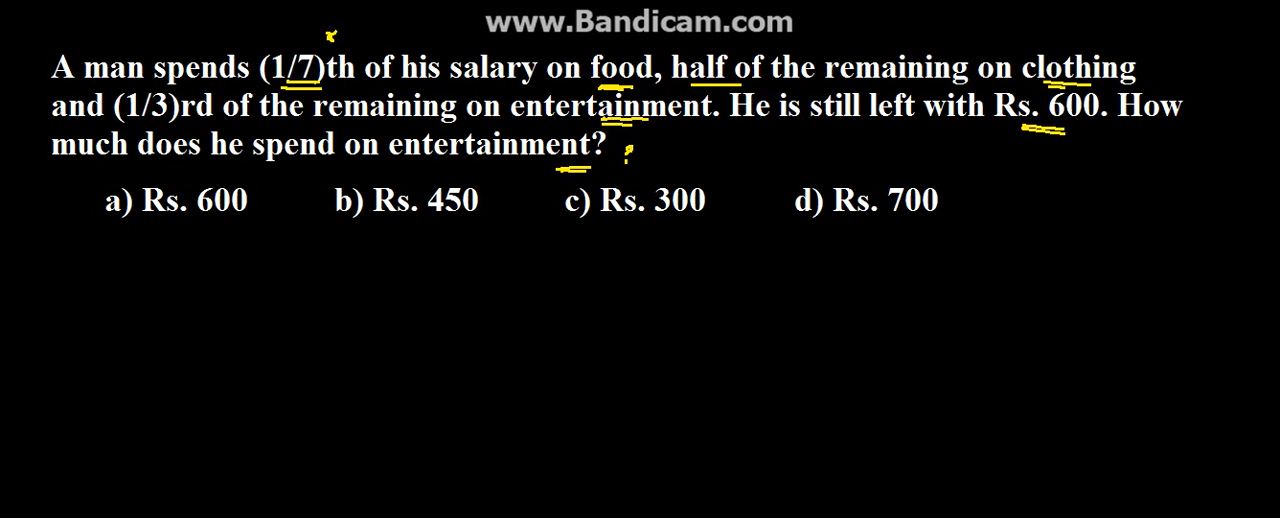 www.Bandicam.com
x
A man spends (1/7)th of his salary on food, half of the remaining on clothing
and (1/3)rd of the remaining on entertainment. He is still left with Rs. 600. How
much does he spend on entertainment? ?
a) Rs. 600 b) Rs. 450 c) Rs. 300 d) Rs. 700